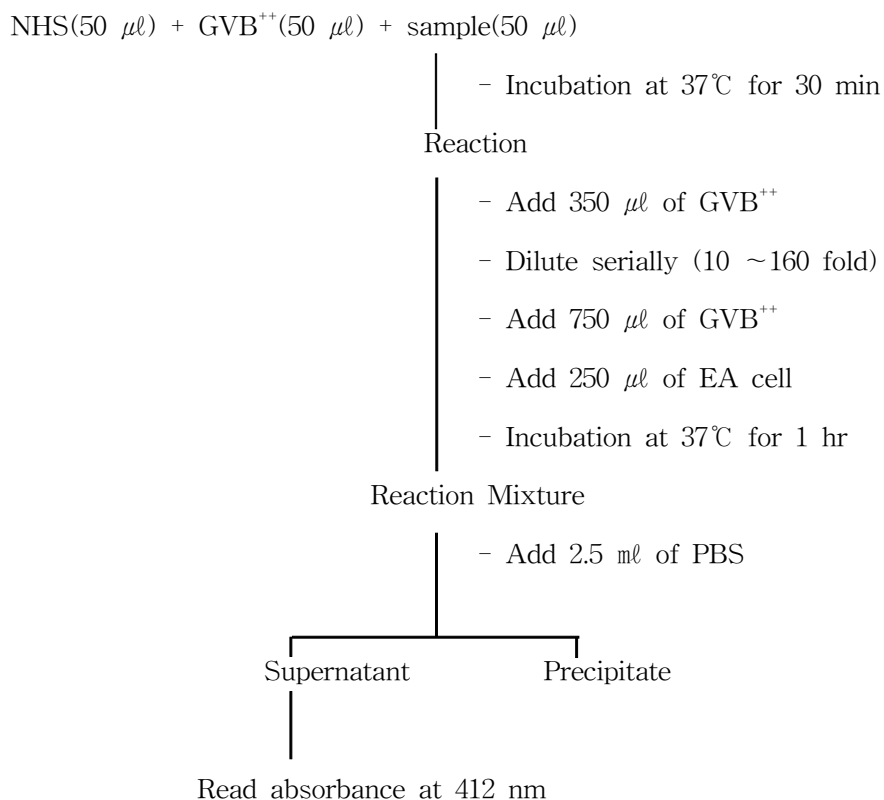 NHS(50 ㎕) + GVB⁺⁺(50 ㎕) + sample(50 ㎕)
- Incubation at 37℃ for 30 min
Reaction
- Add 350 ㎕ of GVB⁺⁺
- Dilute serially (10 ~160 fold)
- Add 750 ㎕ of GVB⁺⁺
- Add 250 ㎕ of EA cell
- Incubation at 37℃ for 1 hr
Reaction Mixture
- Add 2.5 ㎖ of PBS
Supernatant Precipitate
Read absorbance at 412 nm